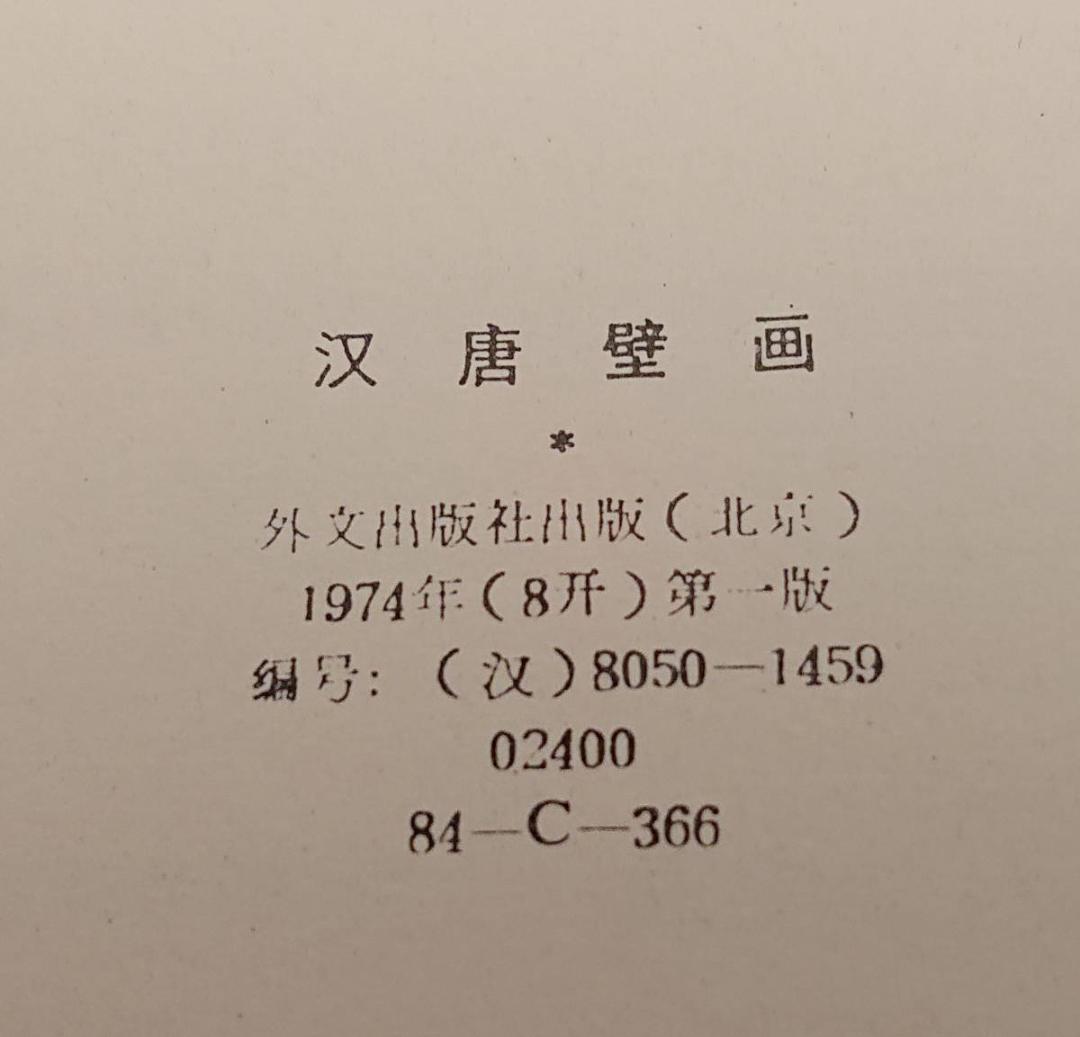 汉唐壁画
*
外文出版社出版(北京)
1974年(8开)第一版
编号:(汉)8050—1459
02400
84—C—366